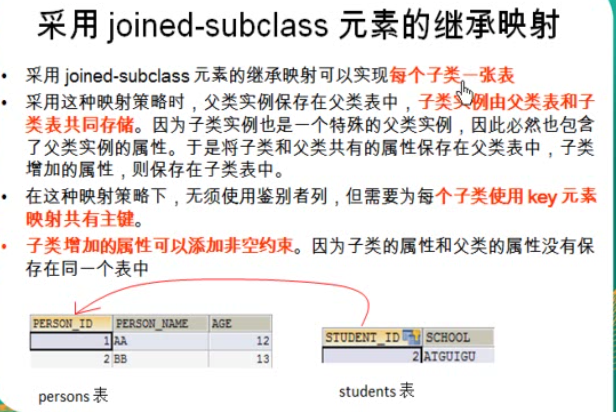 采用 joined-subclass 元素的继承映射
• 采用 joined-subclass 元素的继承映射可以实现每个子类一张表
• 采用这种映射策略时，父类实例保存在父类表中，子类实例由父类表和子
类表共同存储。因为子类实例也是一个特殊的父类实例，因此必然也包含
了父类实例的属性。于是将子类和父类共有的属性保存在父类表中，子类
增加的属性，则保存在子类表中。
• 在这种映射策略下，无须使用鉴别者列，但需要为每个子类使用 key 元素
映射共有主键。
• 子类增加的属性可以添加非空约束。因为子类的属性和父类的属性没有保
存在同一个表中
PERSON_ID PERSON_NAME AGE
1 AA 12
2 BB 13
persons 表
STUDENT_ID SCHOOL
2 ATGUIGU
students 表